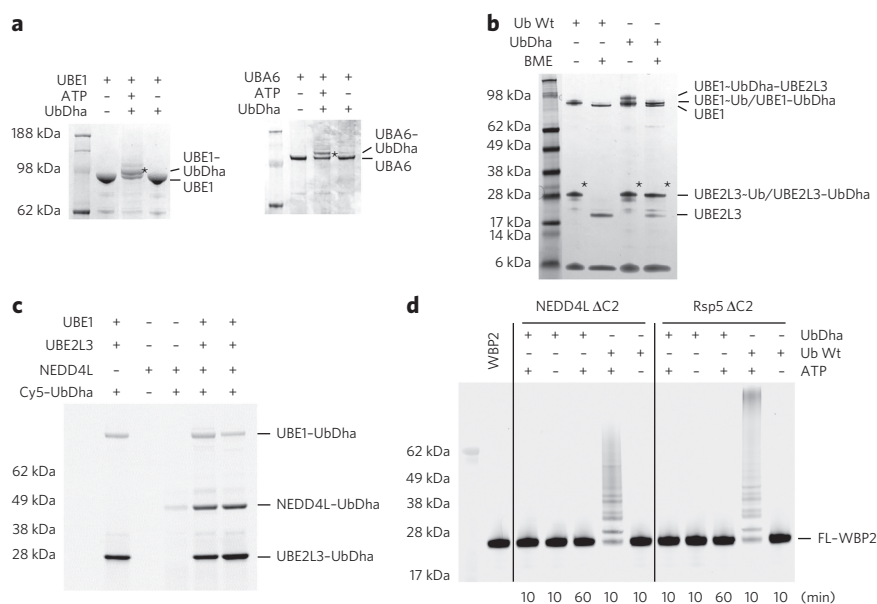 a
UBE1 + + +
ATP - + -
UbDha - + +
188 kDa
98 kDa
62 kDa
*
UBE1–
UbDha
UBE1
UBA6 + + +
ATP - + -
UbDha - + +
*
UBA6–
UbDha
UBA6
b
Ub Wt + + - -
UbDha - - + +
BME - + - +
98 kDa
62 kDa
49 kDa
38 kDa
28 kDa
17 kDa
14 kDa
6 kDa
* * *
UBE1–UbDha–UBE2L3
UBE1–Ub/UBE1–UbDha
UBE1
UBE2L3–Ub/UBE2L3–UbDha
UBE2L3
c
UBE1 + - - + +
UBE2L3 + - - + +
NEDD4L - + + + +
Cy5–UbDha + - + + +
62 kDa
49 kDa
38 kDa
28 kDa
UBE1–UbDha
NEDD4L–UbDha
UBE2L3–UbDha
d
NEDD4L ΔC2 Rsp5 ΔC2
WBP2
+ + + - - + + + - - UbDha
- - - + + - - - + + Ub Wt
+ - + + - + - + + - ATP
62 kDa
49 kDa
38 kDa
28 kDa
17 kDa
FL–WBP2
10 10 60 10 10 10 10 60 10 10 (min)